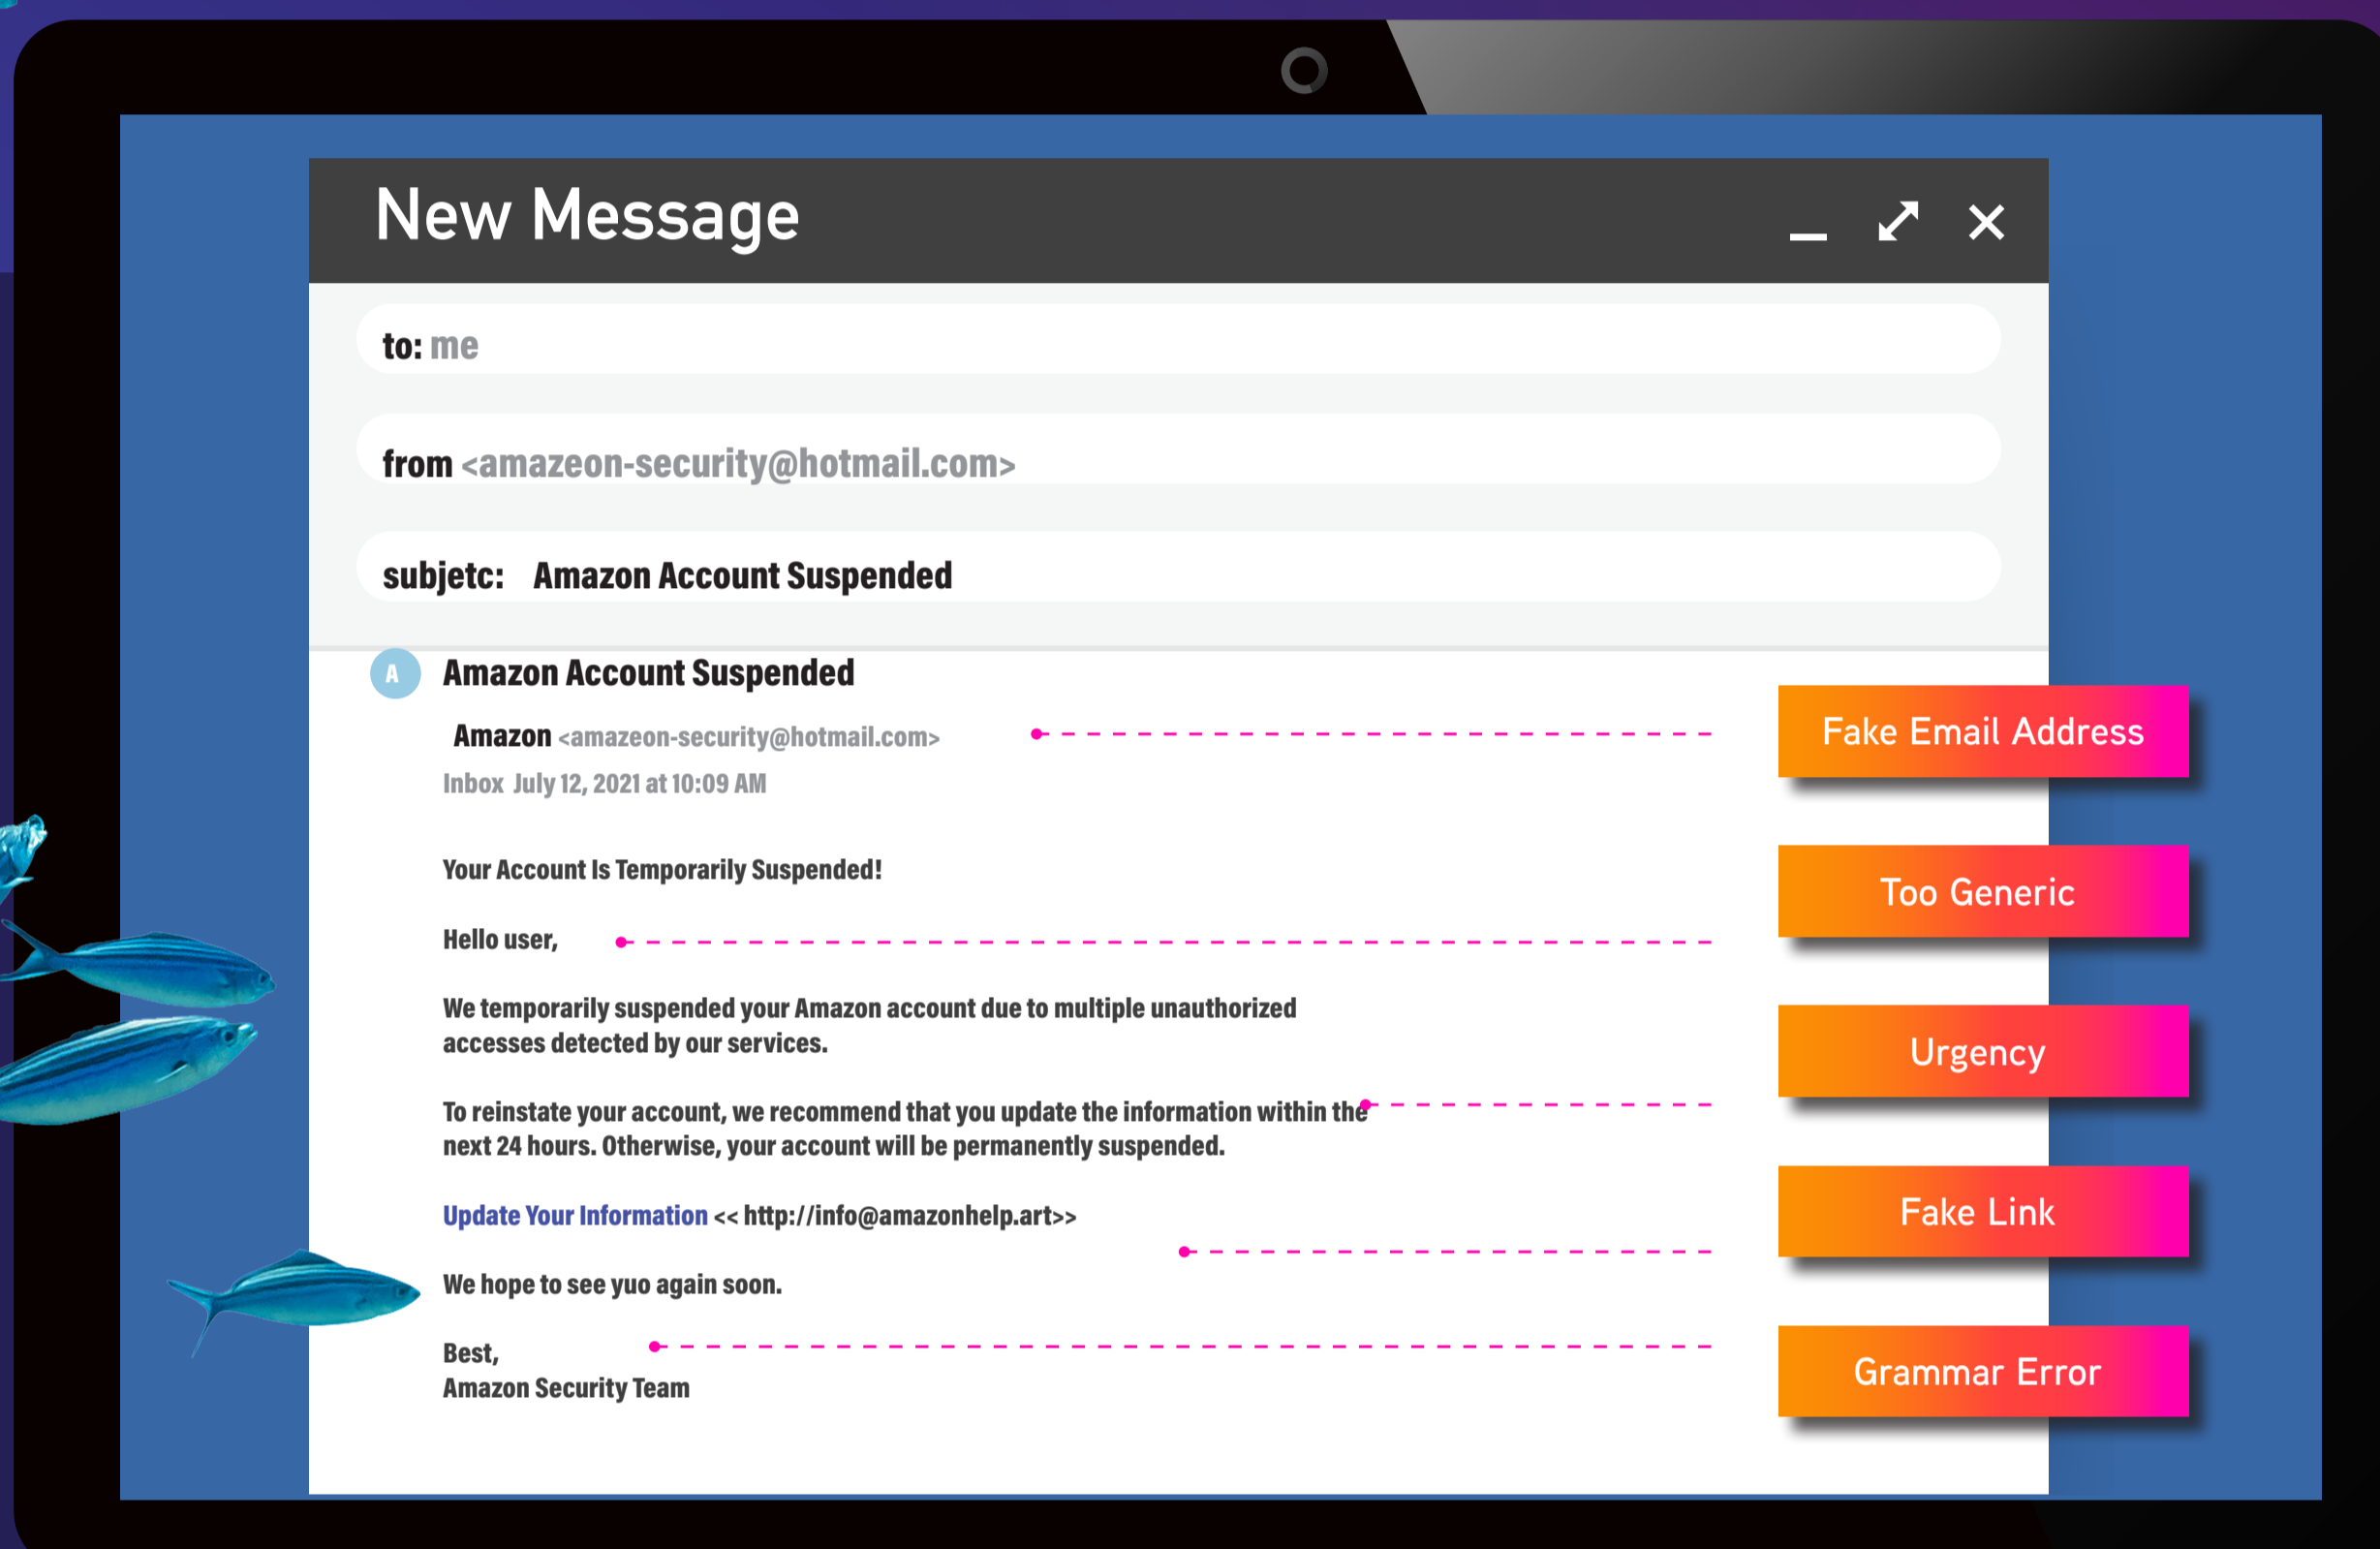 New Message
to: me
from <amazeon-security@hotmail.com>
subjetc: Amazon Account Suspended
A Amazon Account Suspended
Amazon <amazeon-security@hotmail.com>
Fake Email Address
Inbox July 12, 2021 at 10:09 AM
Your Account Is Temporarily Suspended!
Too Generic
Hello user,
We temporarily suspended your Amazon account due to multiple unauthorized
accesses detected by our services.
Urgency
To reinstate your account, we recommend that you update the information within the
next 24 hours. Otherwise, your account will be permanently suspended.
Update Your Information << http://info@amazonhelp.art>>
Fake Link
We hope to see yuo again soon.
Best,
Grammar Error
Amazon Security Team